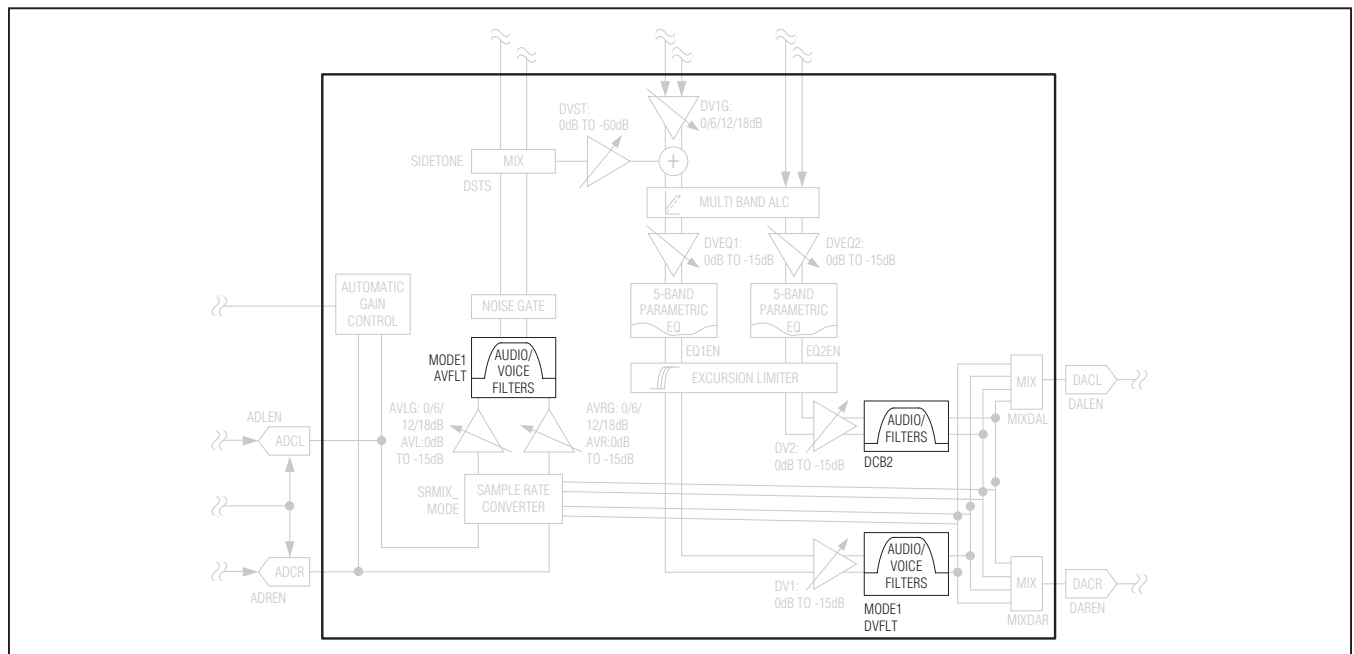 DV1G:
0/6/12/18dB
DVST:
0dB TO -60dB
SIDETONE
MIX
+
DSTS
MULTI BAND ALC
DVEQ1:
0dB TO -15dB
DVEQ2:
0dB TO -15dB
AUTOMATIC
GAIN
CONTROL
NOISE GATE
5-BAND
PARAMETRIC
EQ
5-BAND
PARAMETRIC
EQ
EQ1EN
EQ2EN
MODE1
AVFLT
AUDIO/
VOICE
FILTERS
EXCURSION LIMITER
MIX
DACL
DALEN
MIXDAL
AVLG: 0/6/
12/18dB
AVL:0dB
TO -15dB
AVRG: 0/6/
12/18dB
AVR:0dB
TO -15dB
ADLEN
ADCL
DV2:
0dB TO -15dB
AUDIO/
FILTERS
DCB2
SRMIX_
MODE
SAMPLE RATE
CONVERTER
ADCR
ADREN
DV1:
0dB TO -15dB
AUDIO/
VOICE
FILTERS
MODE1
DVFLT
MIX
DACR
DAREN
MIXDAR